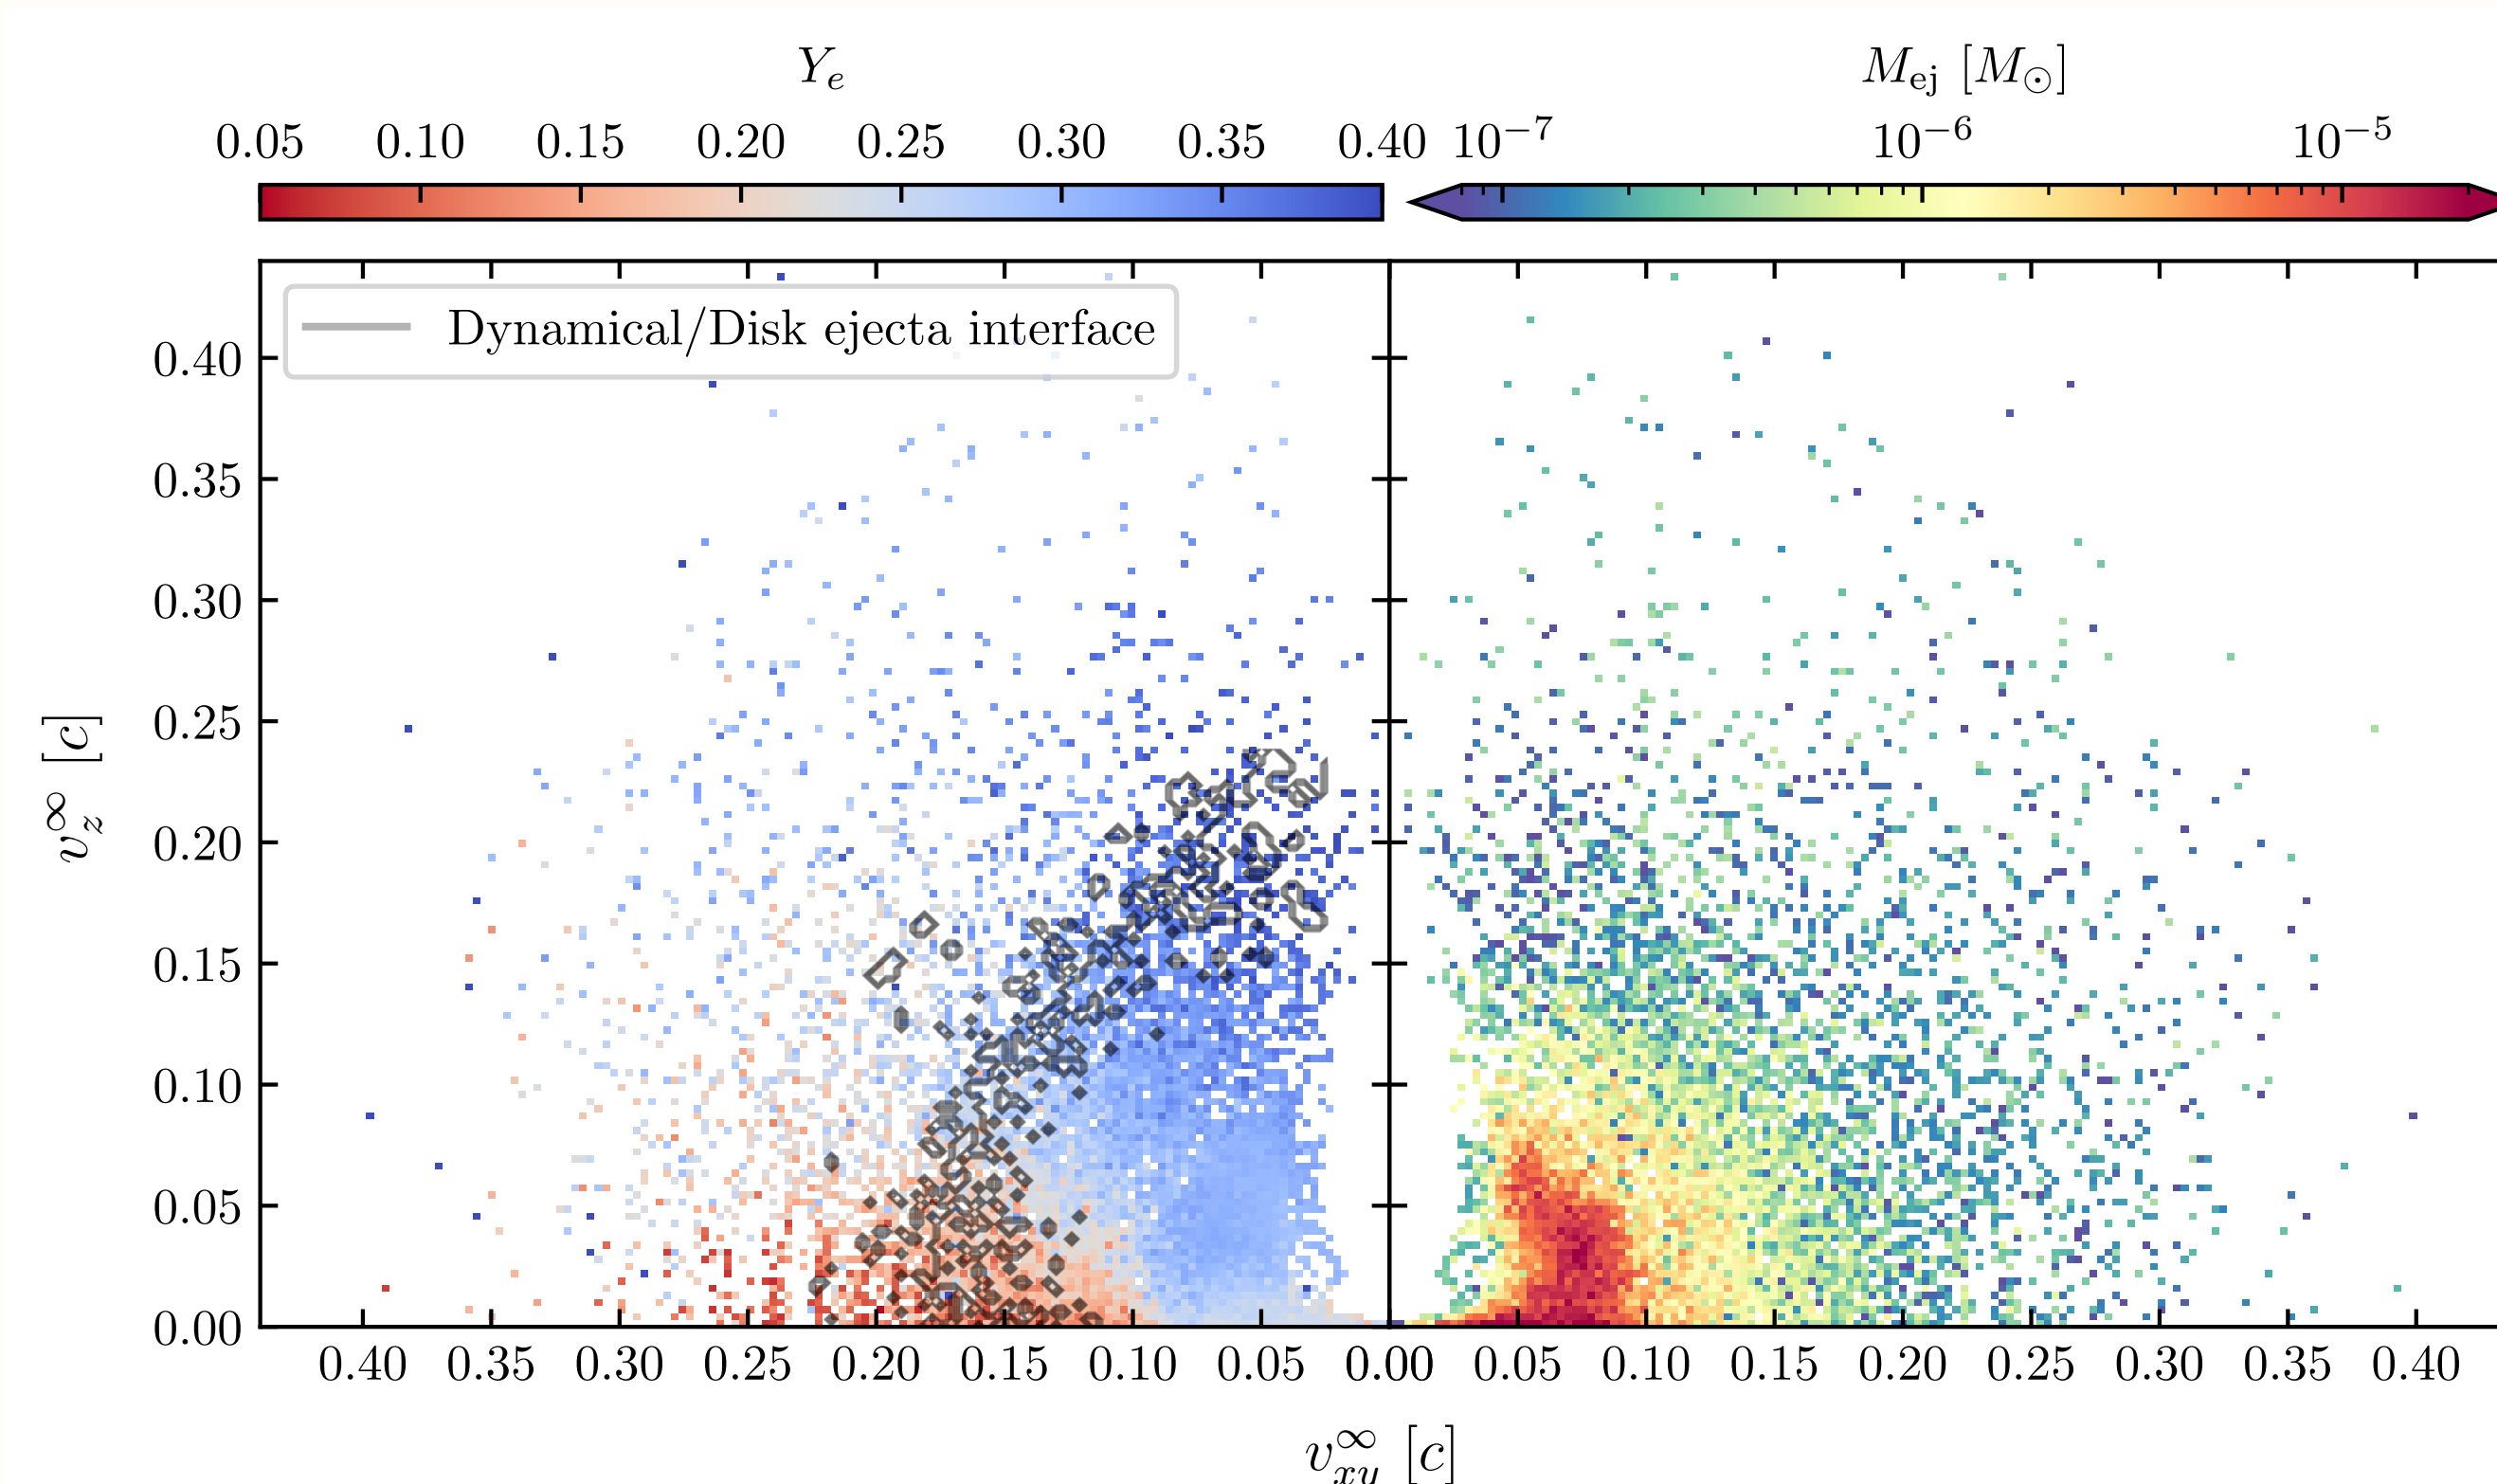 Y_e
M_ej [M_⊙]
0.05 0.10 0.15 0.20 0.25 0.30 0.35 0.40 10^−7 10^−6 10^−5
Dynamical/Disk ejecta interface
0.40
0.35
0.30
0.25
0.20
0.15
0.10
0.05
0.00
v_z^∞ [c]
0.40 0.35 0.30 0.25 0.20 0.15 0.10 0.05 0.00 0.05 0.10 0.15 0.20 0.25 0.30 0.35 0.40
v_xy^∞ [c]